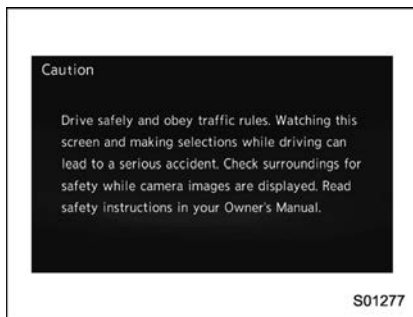 Caution
Drive safely and obey traffic rules. Watching this
screen and making selections while driving can
lead to a serious accident. Check surroundings for
safety while camera images are displayed. Read
safety instructions in your Owner's Manual.
S01277